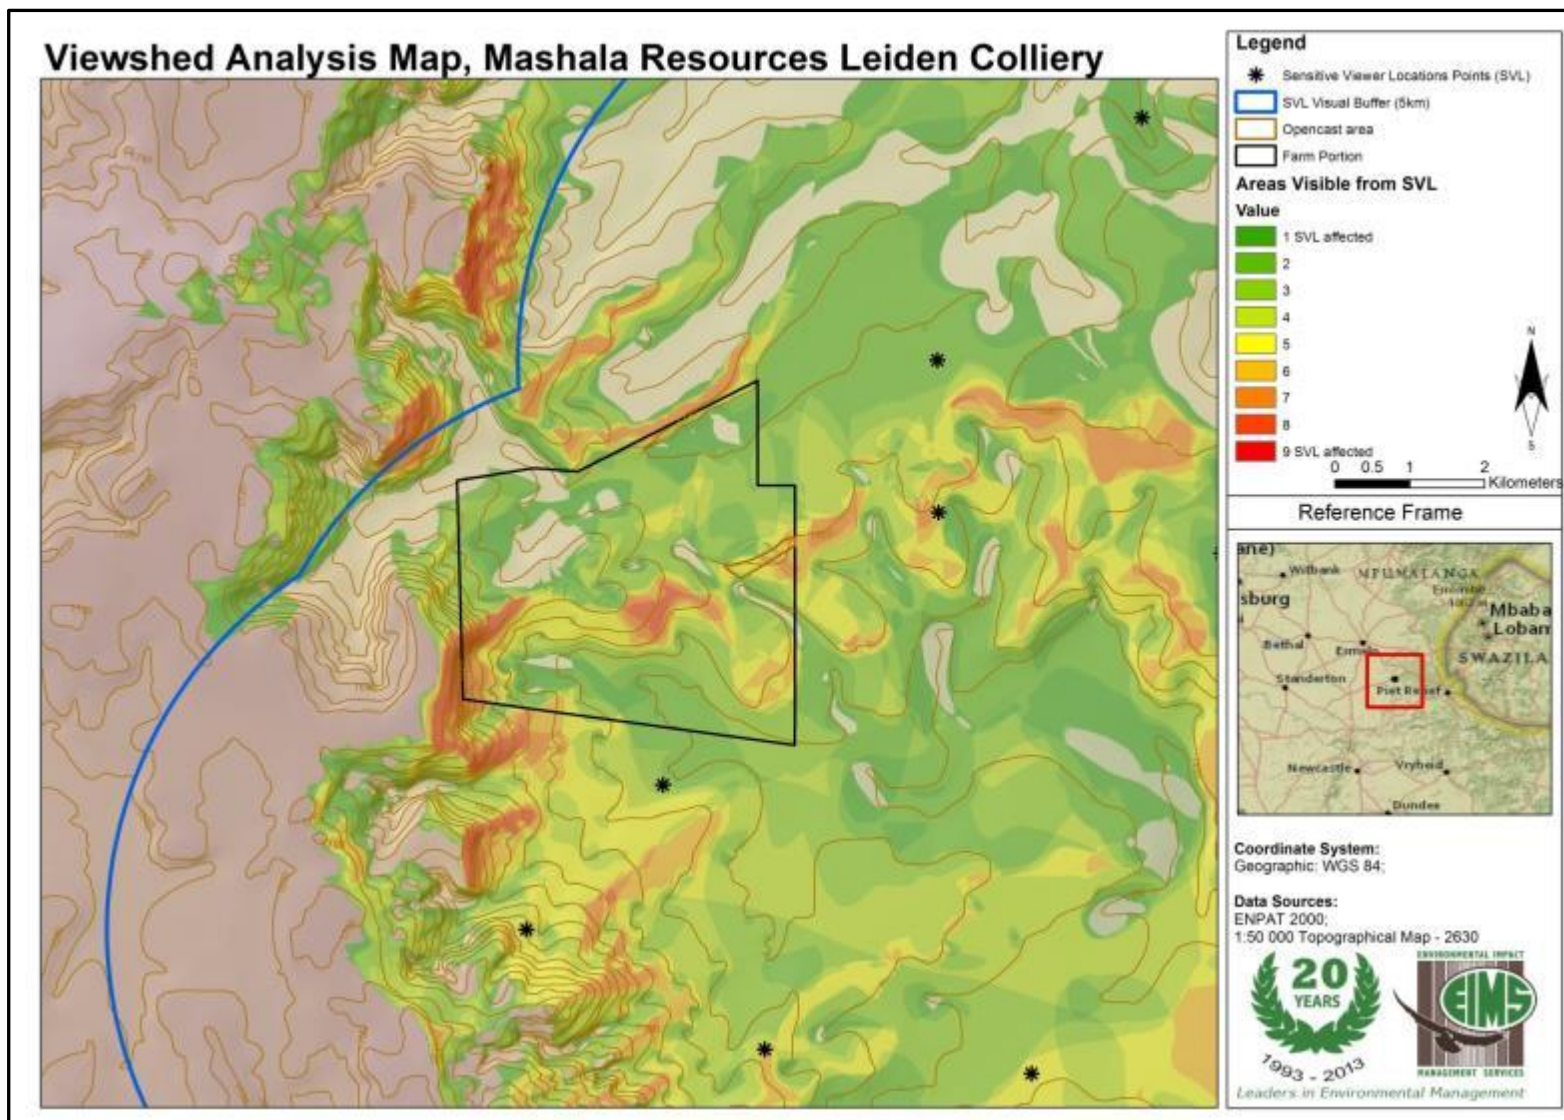 Viewshed Analysis Map, Mashala Resources Leiden Colliery
Legend
Sensitive Viewer Locations Points (SVL)
SVL Visual Buffer (5km)
Opencast area
Farm Portion
Areas Visible from SVL
Value
1 SVL affected
2
3
4
5
6
7
8
9 SVL affected
N
S
0 0.5 1 2
Kilometers
Reference Frame
ane)
Witbank
MPUMALANGA
sburg
Mbaba
Loban
Bethal
Ermelo
SWAZILA
Standerton
Piet Retief
Newcastle
Vryheid
Dundee
Coordinate System:
Geographic: WGS 84;
Data Sources:
ENPAT 2000;
1:50 000 Topographical Map - 2630
20
YEARS
1993 - 2013
ENVIRONMENTAL IMPACT
EIMS
MANAGEMENT SERVICES
Leaders in Environmental Management